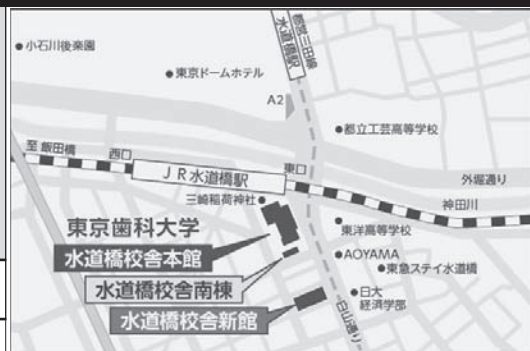 小石川後楽園
東京ドームホテル
都営三田線
水道橋駅
A2
都立工芸高等学校
至 飯田橋
西口
JR水道橋駅
東口
外堀通り
神田川
三崎稲荷神社
東京歯科大学
水道橋校舎本館
水道橋校舎南棟
水道橋校舎新館
東洋高等学校
AOYAMA
東急ステイ水道橋
日大
経済学部
白山通り